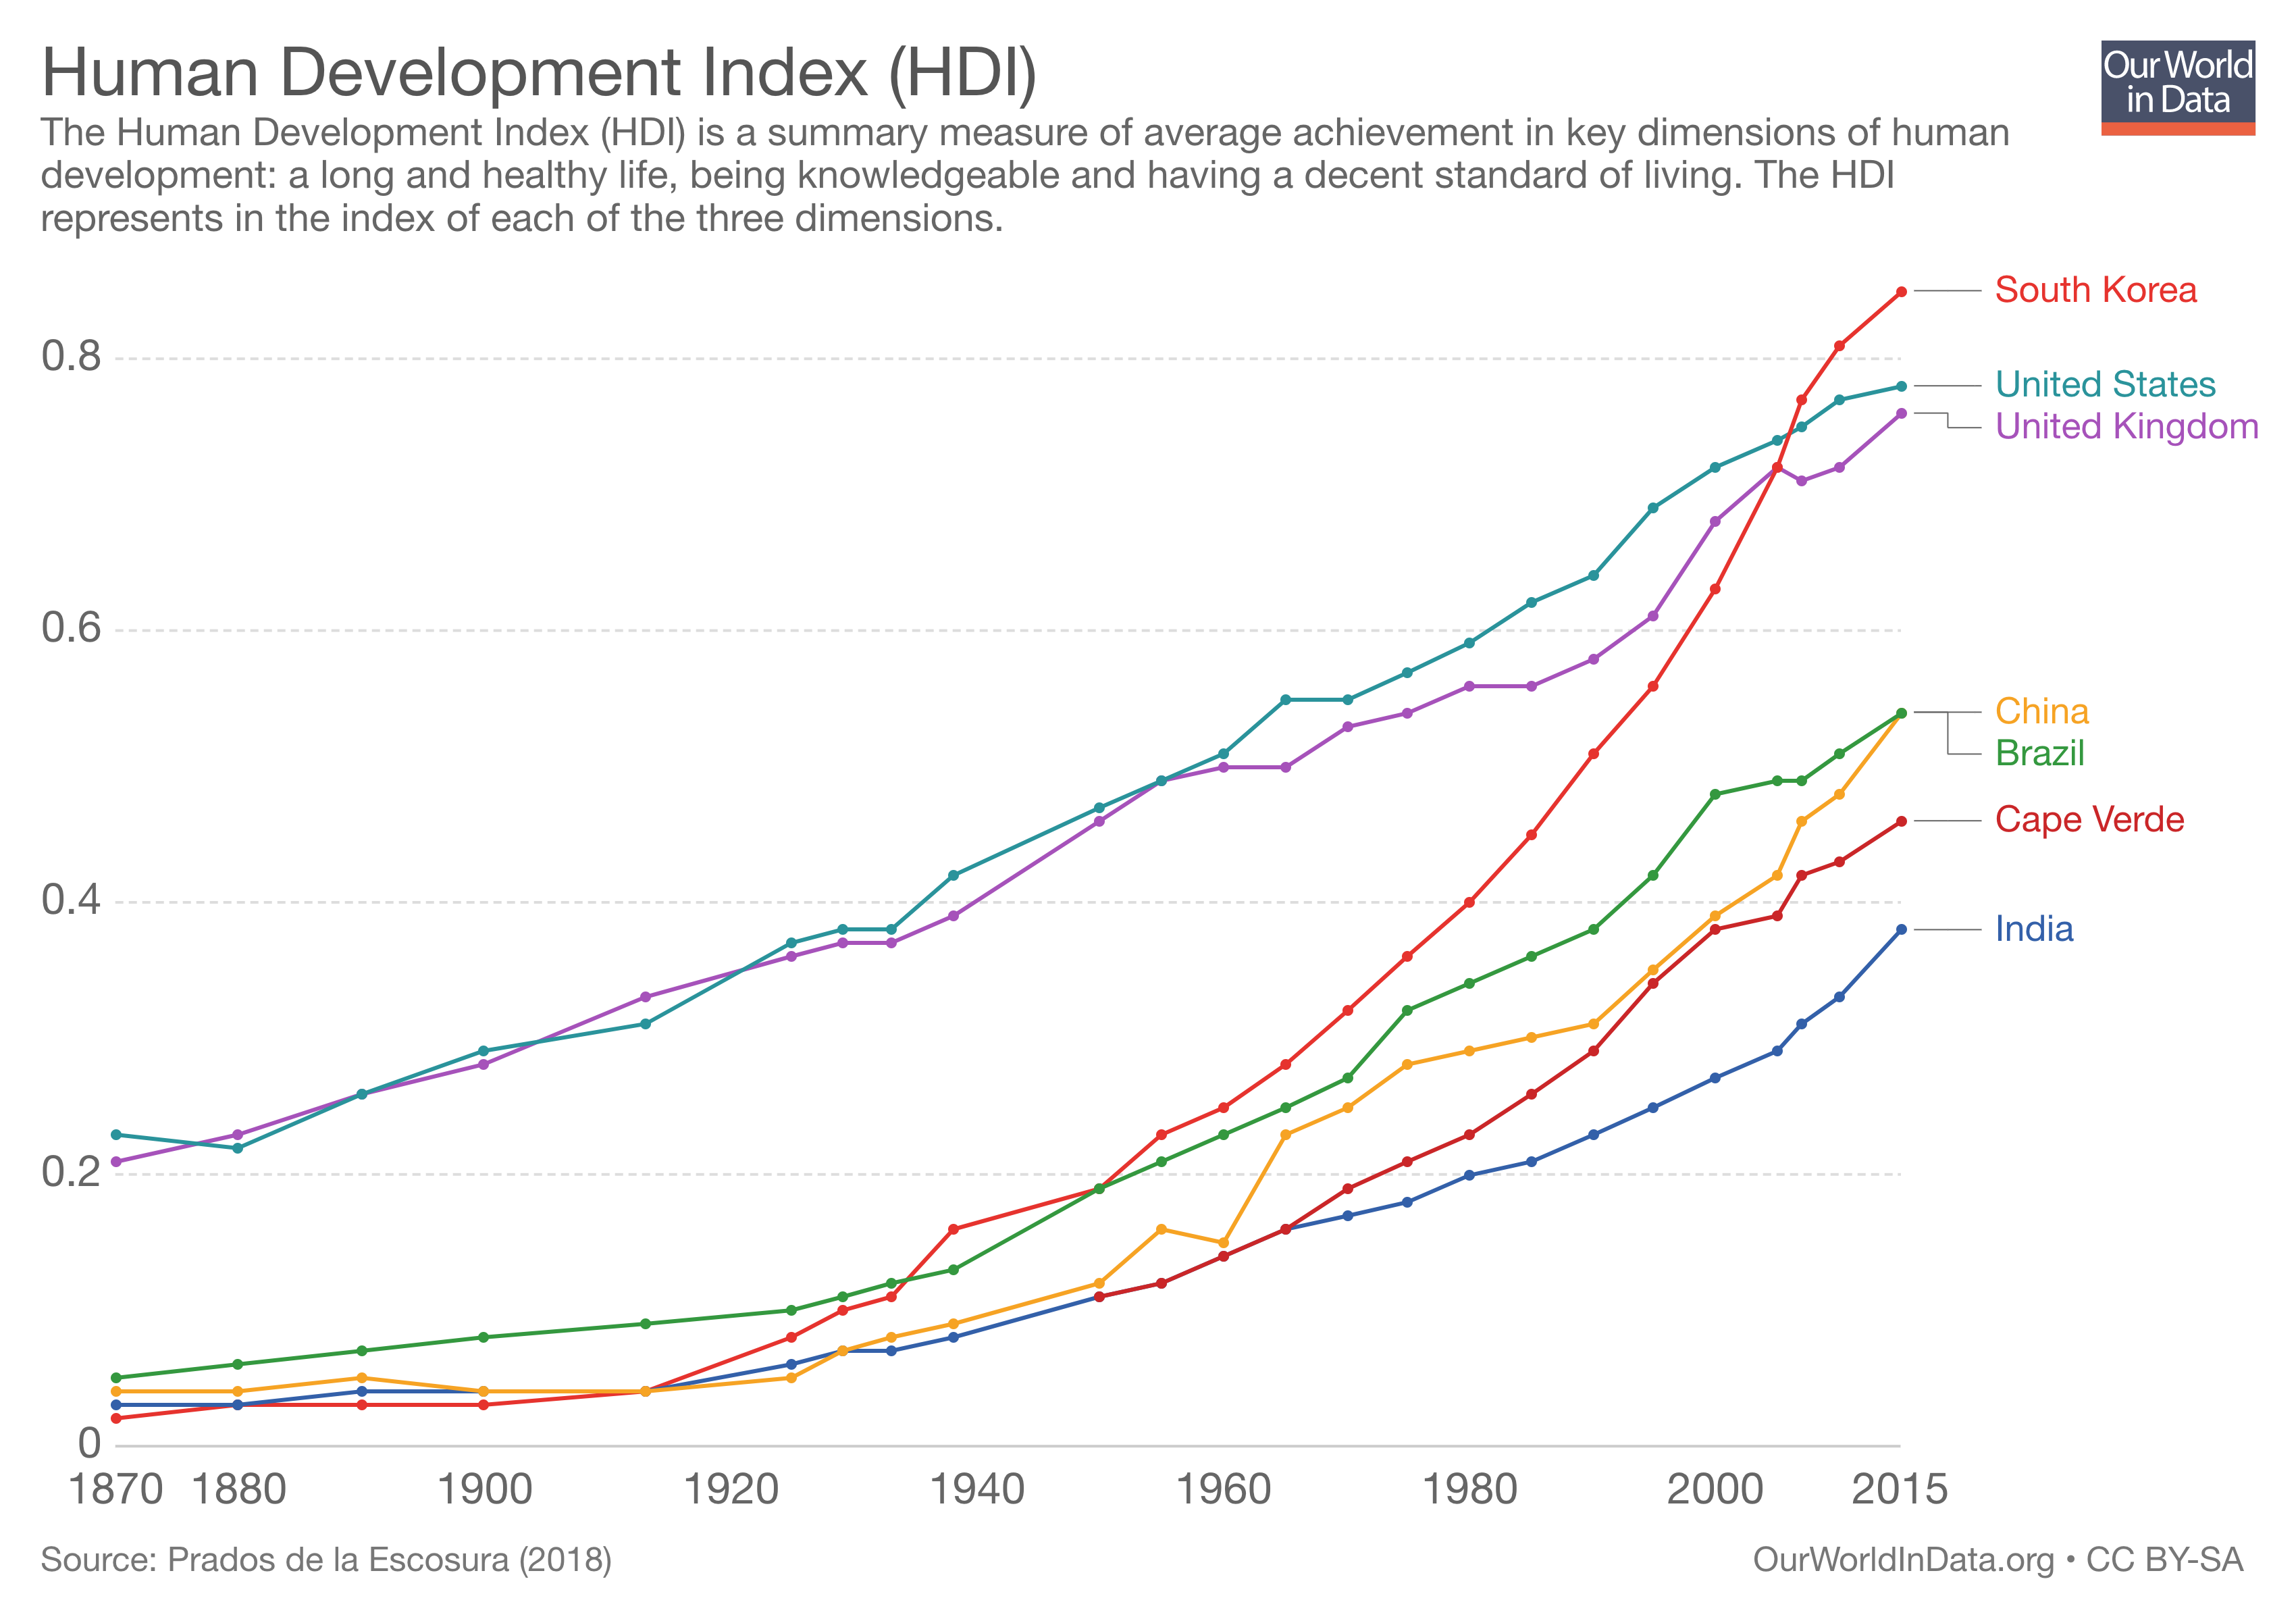 Human Development Index (HDI)
Our World
in Data
The Human Development Index (HDI) is a summary measure of average achievement in key dimensions of human
development: a long and healthy life, being knowledgeable and having a decent standard of living. The HDI
represents in the index of each of the three dimensions.
South Korea
0.8
United States
United Kingdom
0.6
China
Brazil
Cape Verde
0.4
India
0.2
0
1870 1880 1900 1920 1940 1960 1980 2000 2015
Source: Prados de la Escosura (2018)
OurWorldInData.org • CC BY-SA